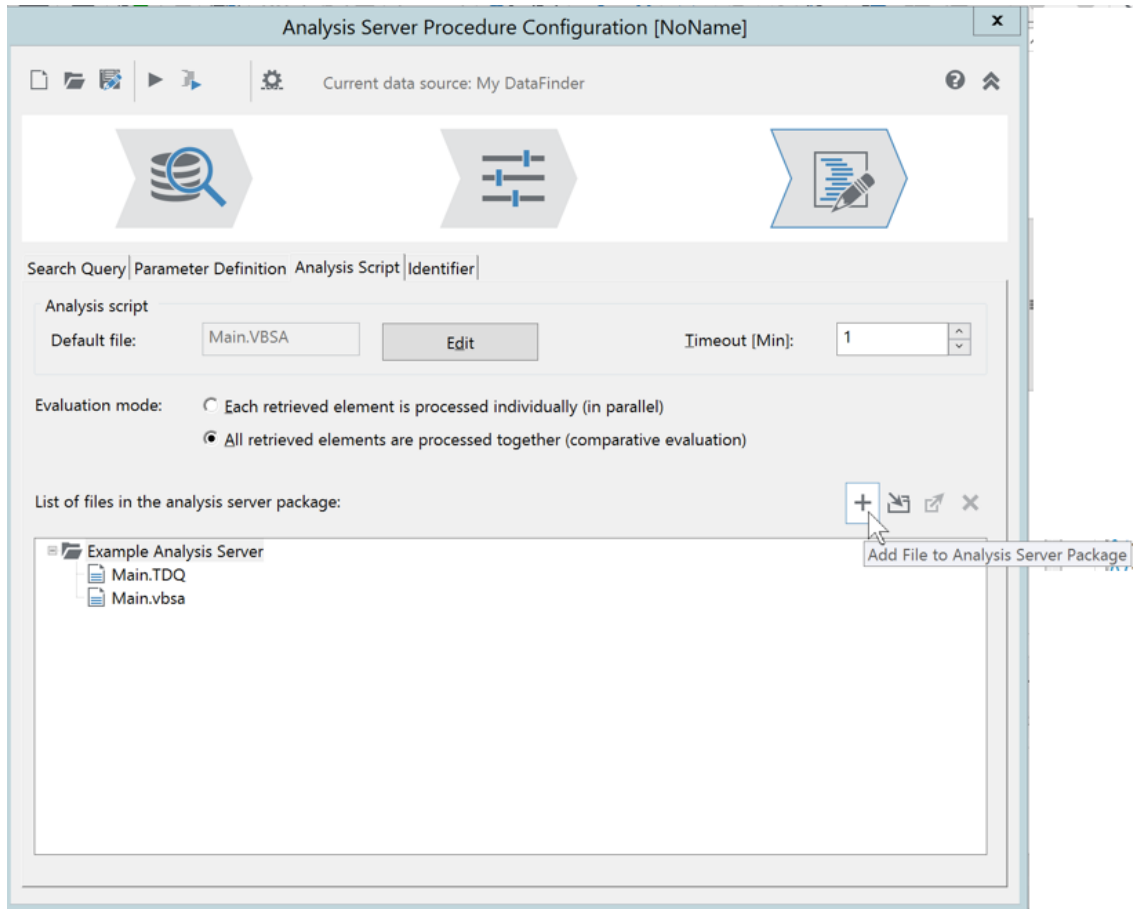 Analysis Server Procedure Configuration [NoName]
x
Current data source: My DataFinder
Search Query Parameter Definition Analysis Script Identifier
Analysis script
Default file: Main.VBSA Edit Timeout [Min]: 1
Evaluation mode: Each retrieved element is processed individually (in parallel)
All retrieved elements are processed together (comparative evaluation)
List of files in the analysis server package:
Example Analysis Server
Add File to Analysis Server Package
Main.TDQ
Main.vbsa